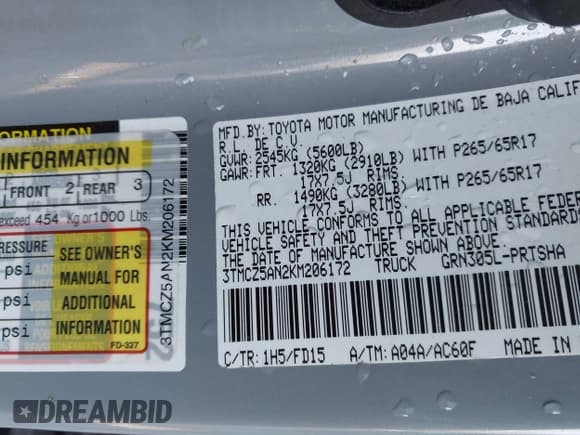 ORMATION
INFORMATION
FRONT 2 REAR 3
exceed 454 Kg or 1000 Lbs.
PRESSURE
psi
psi
psi
SEE OWNER'S
MANUAL FOR
ADDITIONAL
INFORMATION
FD-327
3TMCZ5AN2KM206172
MFD. BY: TOYOTA MOTOR MANUFACTURING DE BAJA CALIF
R.L. DE C.V.
GVWR: 2545KG (5600LB)
GAWR: FRT. 1320KG (2910LB) WITH P265/65R17
17X7.5J RIMS.
RR. 1490KG (3280LB) WITH P265/65R17
17X7.5J RIMS.
THIS VEHICLE CONFORMS TO ALL APPLICABLE FEDER
VEHICLE SAFETY AND THEFT PREVENTION STANDARD
THE DATE OF MANUFACTURE SHOWN ABOVE.
3TMCZ5AN2KM206172 TRUCK GRN305L-PRTSHA
C/TR: 1H5/FD15 A/TM: A04A/AC60F MADE IN
DREAMBID